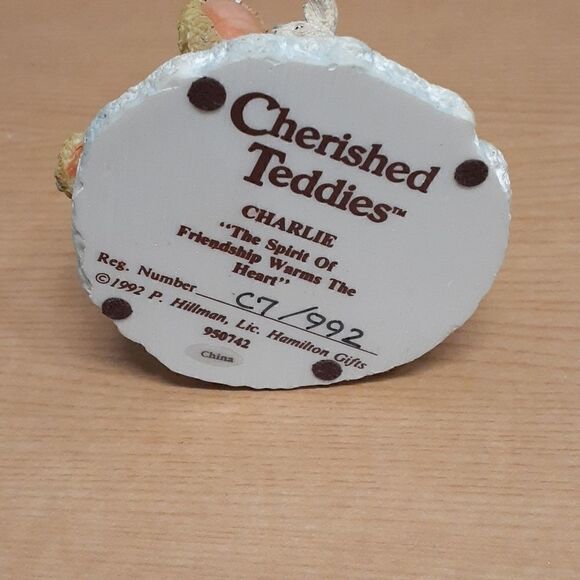 Cherished
Teddies™
CHARLIE
"The Spirit Of
Friendship Warms The
Heart"
Reg. Number C7/992
©1992 P. Hillman, Lic. Hamilton Gifts
950742
China